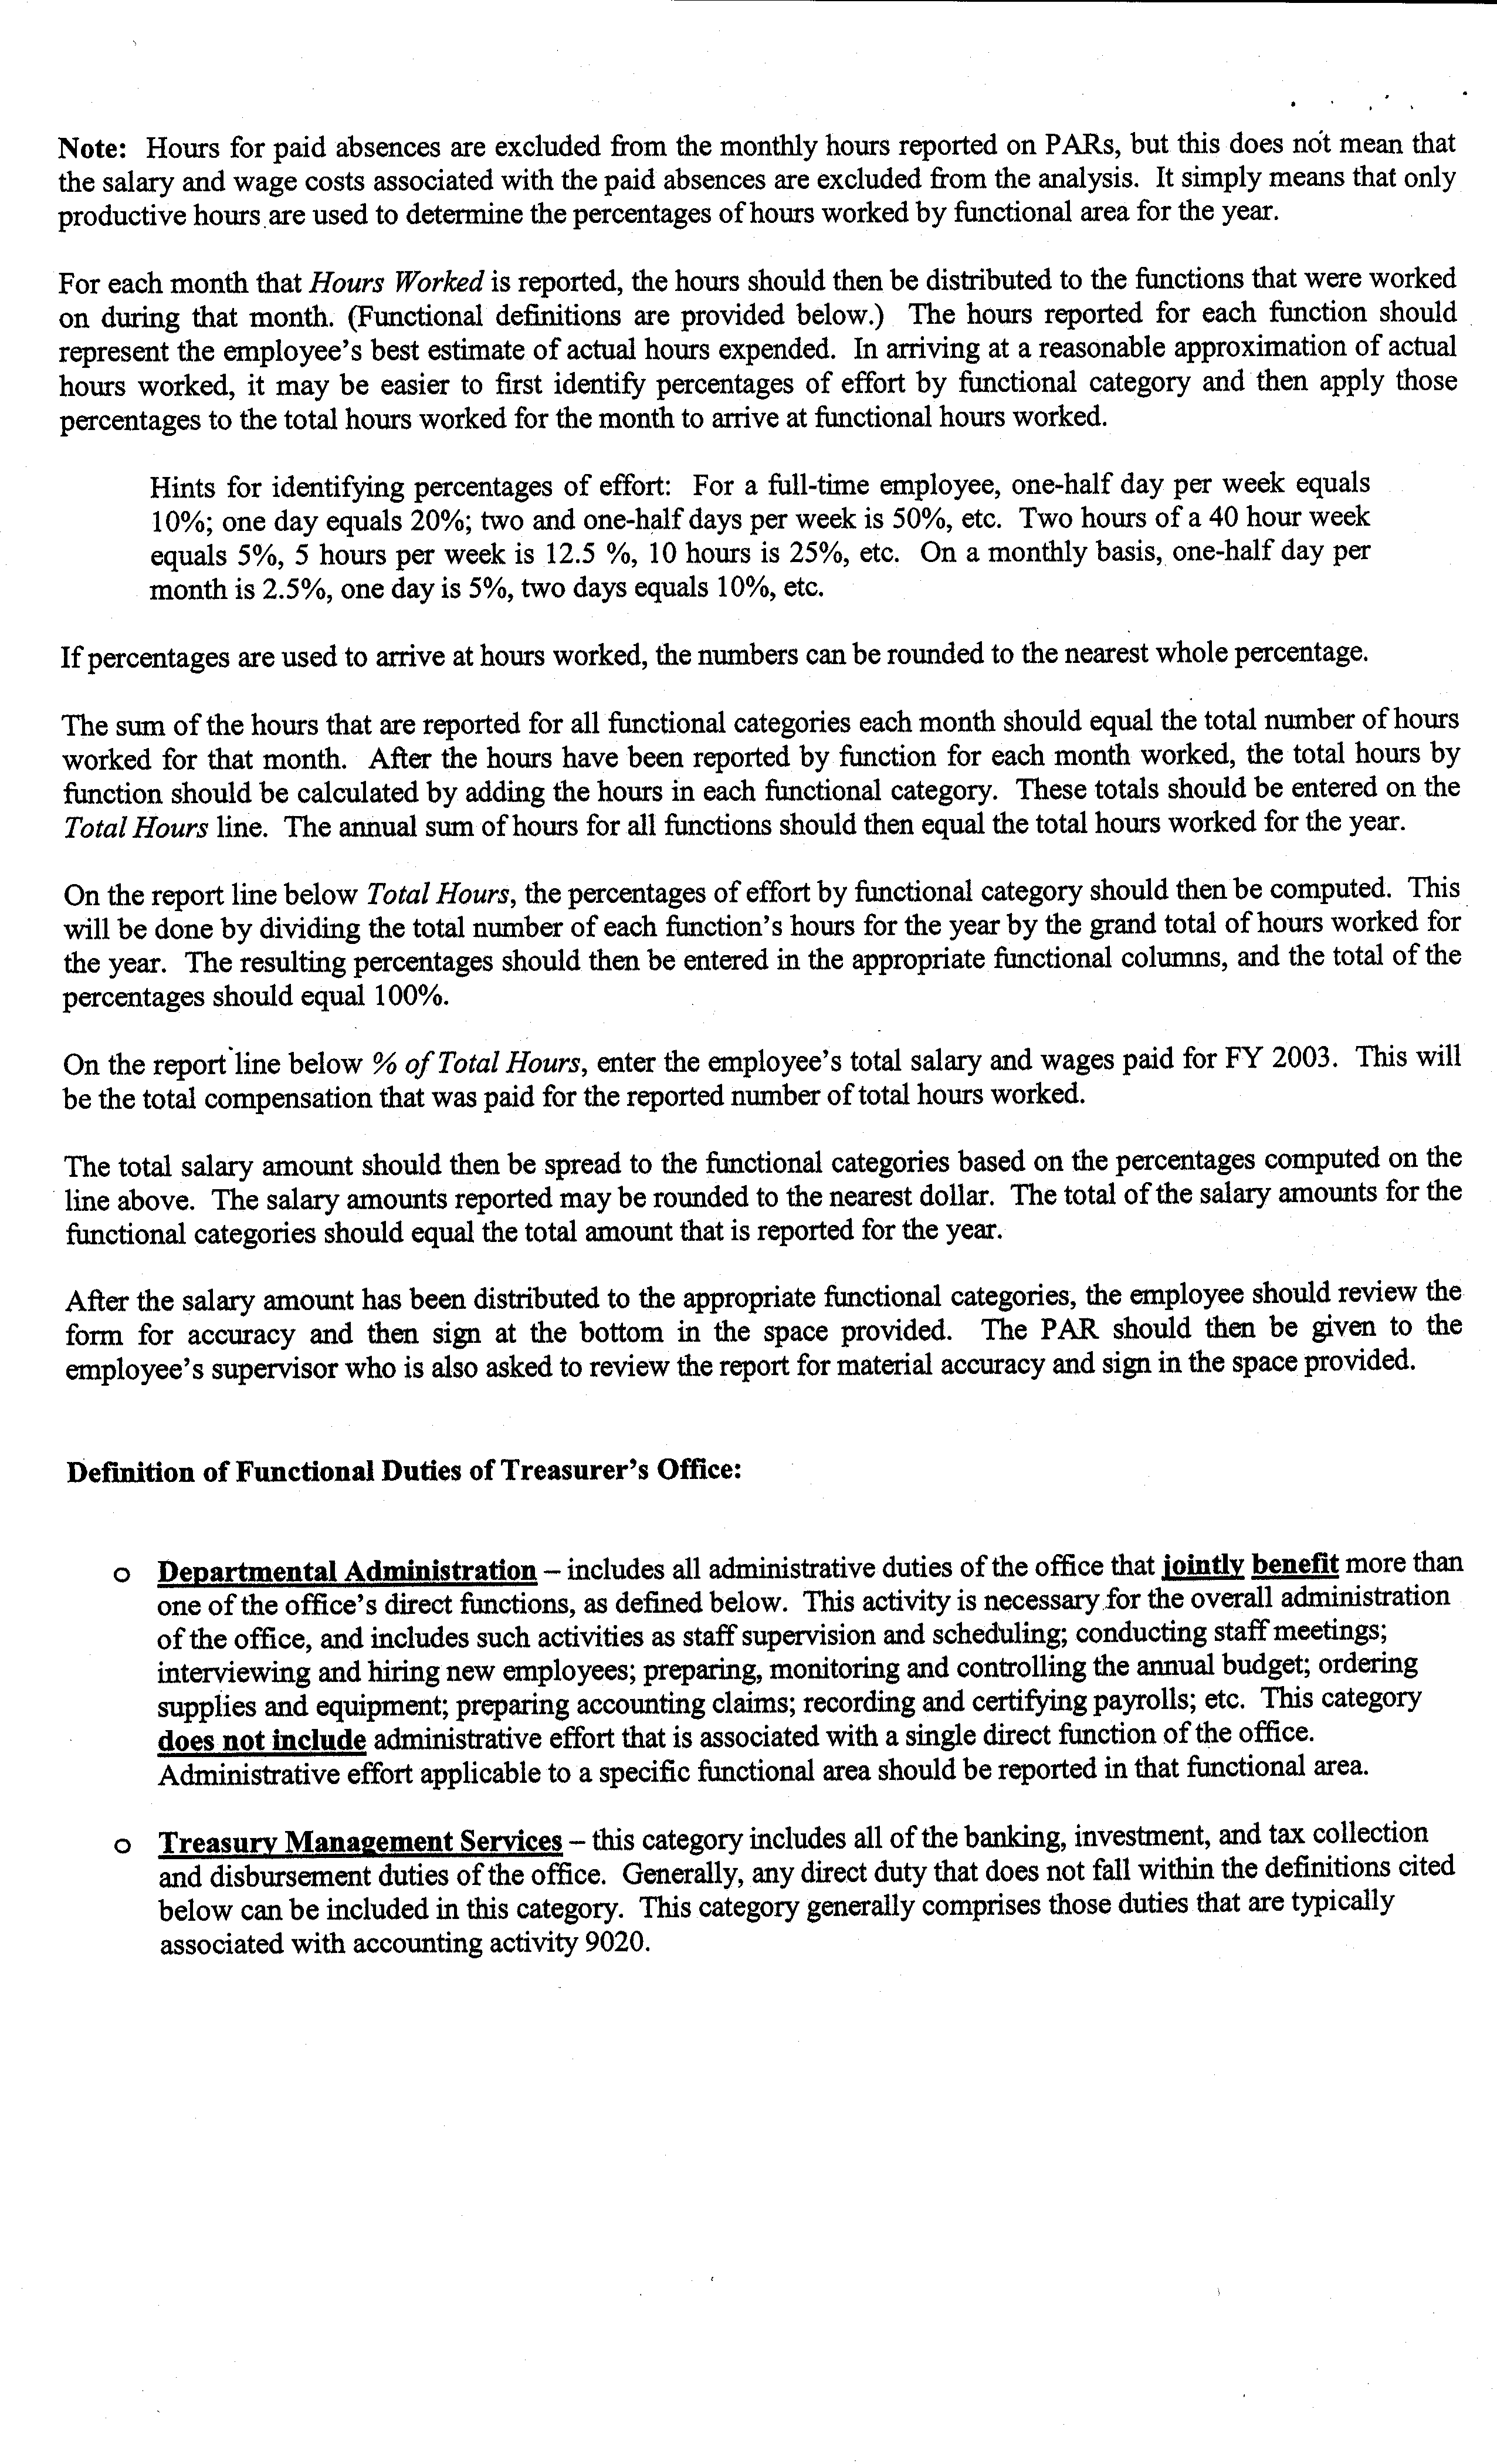 Note: Hours for paid absences are excluded from the monthly hours reported on PARs, but this does not mean that
the salary and wage costs associated with the paid absences are excluded from the analysis. It simply means that only
productive hours are used to determine the percentages of hours worked by functional area for the year.
For each month that Hours Worked is reported, the hours should then be distributed to the functions that were worked
on during that month. (Functional definitions are provided below.) The hours reported for each function should
represent the employee's best estimate of actual hours expended. In arriving at a reasonable approximation of actual
hours worked, it may be easier to first identify percentages of effort by functional category and then apply those
percentages to the total hours worked for the month to arrive at functional hours worked.
Hints for identifying percentages of effort: For a full-time employee, one-half day per week equals
10%; one day equals 20%; two and one-half days per week is 50%, etc. Two hours of a 40 hour week
equals 5%, 5 hours per week is 12.5 %, 10 hours is 25%, etc. On a monthly basis, one-half day per
month is 2.5%, one day is 5%, two days equals 10%, etc.
If percentages are used to arrive at hours worked, the numbers can be rounded to the nearest whole percentage.
The sum of the hours that are reported for all functional categories each month should equal the total number of hours
worked for that month. After the hours have been reported by function for each month worked, the total hours by
function should be calculated by adding the hours in each functional category. These totals should be entered on the
Total Hours line. The annual sum of hours for all functions should then equal the total hours worked for the year.
On the report line below Total Hours, the percentages of effort by functional category should then be computed. This
will be done by dividing the total number of each function's hours for the year by the grand total of hours worked for
the year. The resulting percentages should then be entered in the appropriate functional columns, and the total of the
percentages should equal 100%.
On the report line below % of Total Hours, enter the employee's total salary and wages paid for FY 2003. This will
be the total compensation that was paid for the reported number of total hours worked.
The total salary amount should then be spread to the functional categories based on the percentages computed on the
line above. The salary amounts reported may be rounded to the nearest dollar. The total of the salary amounts for the
functional categories should equal the total amount that is reported for the year.
After the salary amount has been distributed to the appropriate functional categories, the employee should review the
form for accuracy and then sign at the bottom in the space provided. The PAR should then be given to the
employee's supervisor who is also asked to review the report for material accuracy and sign in the space provided.
Definition of Functional Duties of Treasurer's Office:
o Departmental Administration – includes all administrative duties of the office that jointly benefit more than
one of the office's direct functions, as defined below. This activity is necessary for the overall administration
of the office, and includes such activities as staff supervision and scheduling; conducting staff meetings;
interviewing and hiring new employees; preparing, monitoring and controlling the annual budget; ordering
supplies and equipment; preparing accounting claims; recording and certifying payrolls; etc. This category
does not include administrative effort that is associated with a single direct function of the office.
Administrative effort applicable to a specific functional area should be reported in that functional area.
o Treasury Management Services – this category includes all of the banking, investment, and tax collection
and disbursement duties of the office. Generally, any direct duty that does not fall within the definitions cited
below can be included in this category. This category generally comprises those duties that are typically
associated with accounting activity 9020.